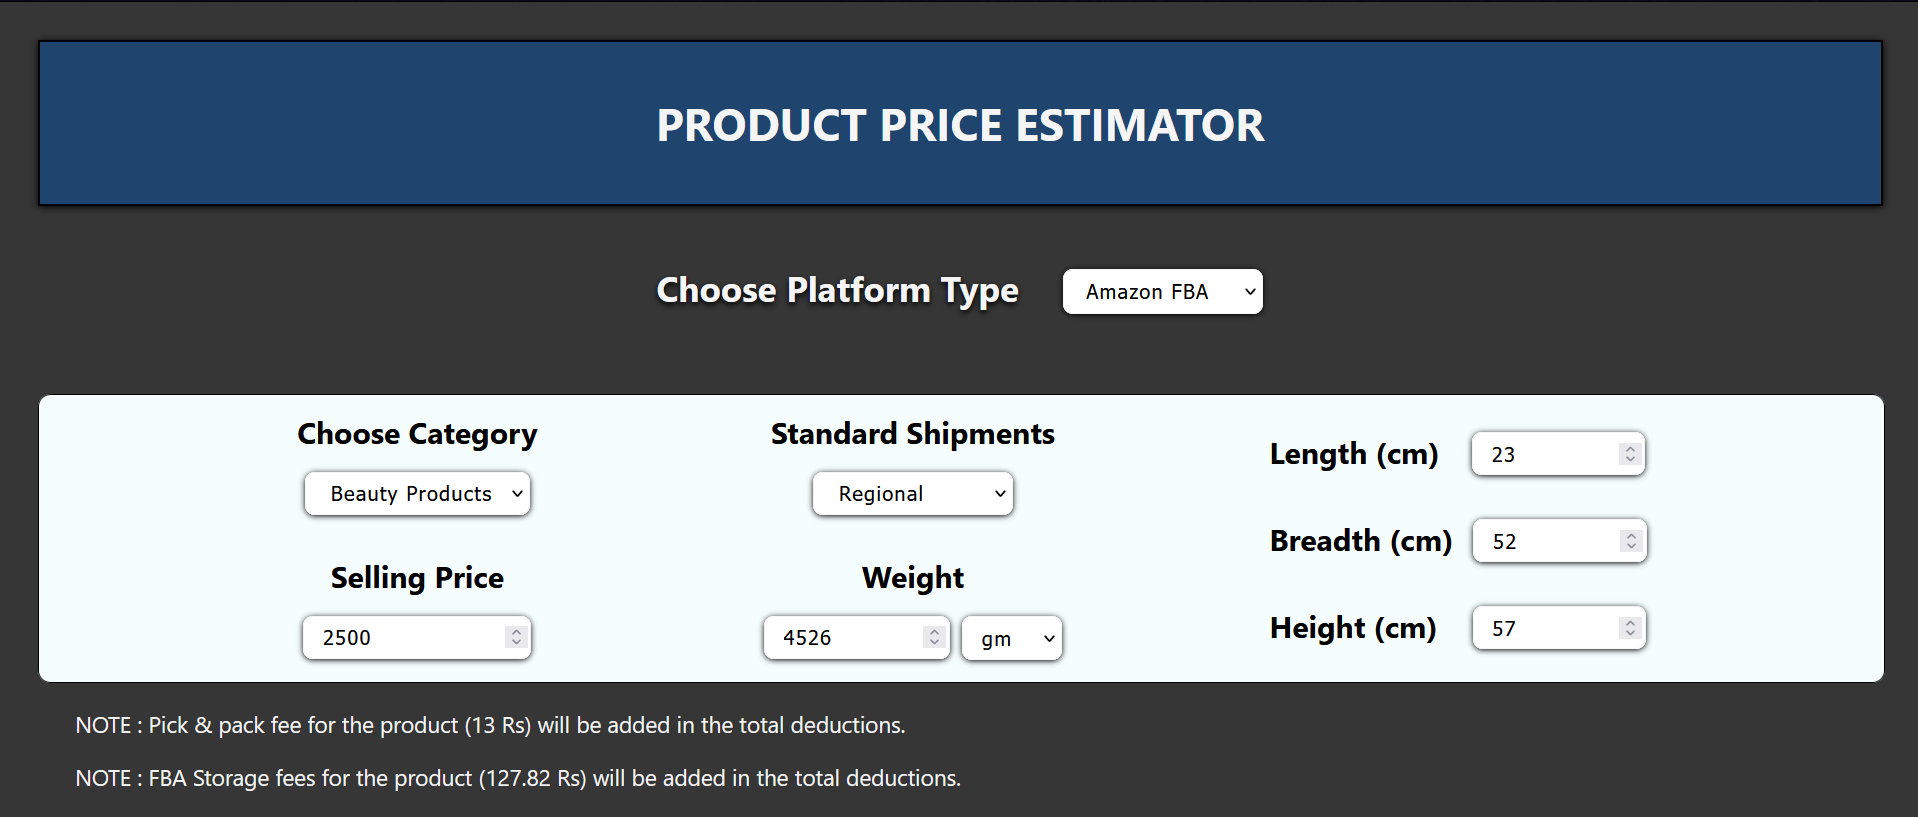 PRODUCT PRICE ESTIMATOR
Choose Platform Type
Amazon FBA
Choose Category
Beauty Products
Selling Price
2500
Standard Shipments
Regional
Weight
4526
gm
Length (cm)
23
Breadth (cm)
52
Height (cm)
57
NOTE : Pick & pack fee for the product (13 Rs) will be added in the total deductions.
NOTE : FBA Storage fees for the product (127.82 Rs) will be added in the total deductions.